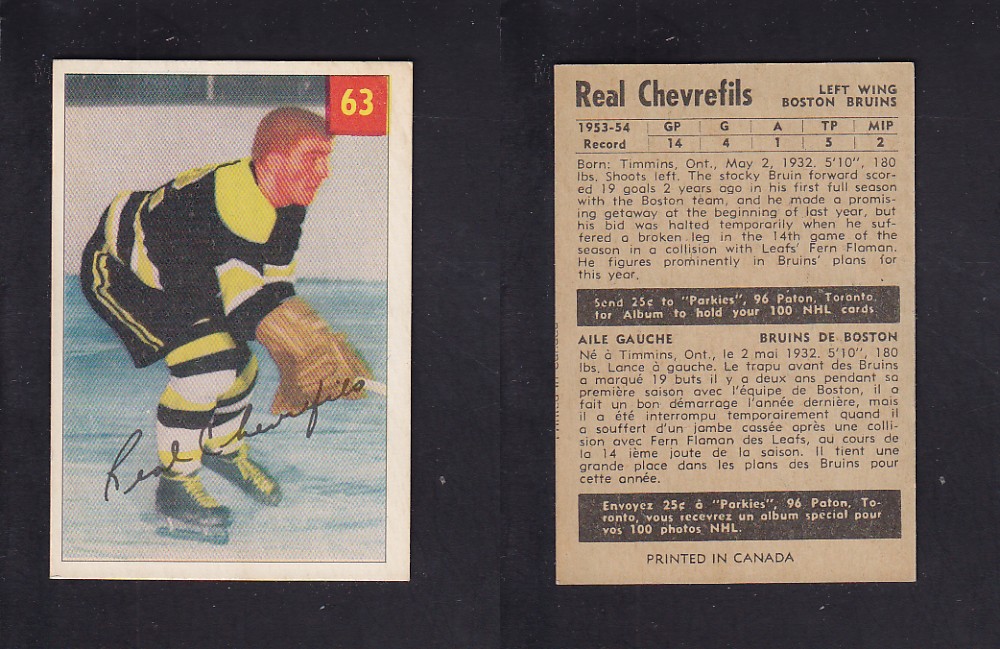 63
Real Chevrefils
Real Chevrefils
LEFT WING
BOSTON BRUINS
1953-54 GP G A TP MIP
Record 14 4 1 5 2
Born: Timmins, Ont., May 2, 1932. 5'10", 180
lbs. Shoots left. The stocky Bruin forward scor-
ed 19 goals 2 years ago in his first full season
with the Boston team, and he made a promis-
ing getaway at the beginning of last year, but
his bid was halted temporarily when he suf-
fered a broken leg in the 14th game of the
season in a collision with Leafs' Fern Flaman.
He figures prominently in Bruins' plans for
this year.
Send 25¢ to "Parkies", 96 Paton, Toronto,
for Album to hold your 100 NHL cards
AILE GAUCHE BRUINS DE BOSTON
Né à Timmins, Ont., le 2 mai 1932. 5'10", 180
lbs. Lance à gauche. Le trapu avant des Bruins
a marqué 19 buts il y a deux ans pendant sa
première saison avec l'équipe de Boston, il a
fait un bon démarrage l'année dernière, mais
il a été interrompu temporairement quand il
a souffert d'un jambe cassée après une colli-
sion avec Fern Flaman des Leafs, au cours de
la 14 ième joute de la saison. Il tient une
grande place dans les plans des Bruins pour
cette année.
Envoyez 25¢ à "Parkies", 96 Paton, To-
ronto, vous recevrez un album special pour
vos 100 photos NHL.
PRINTED IN CANADA